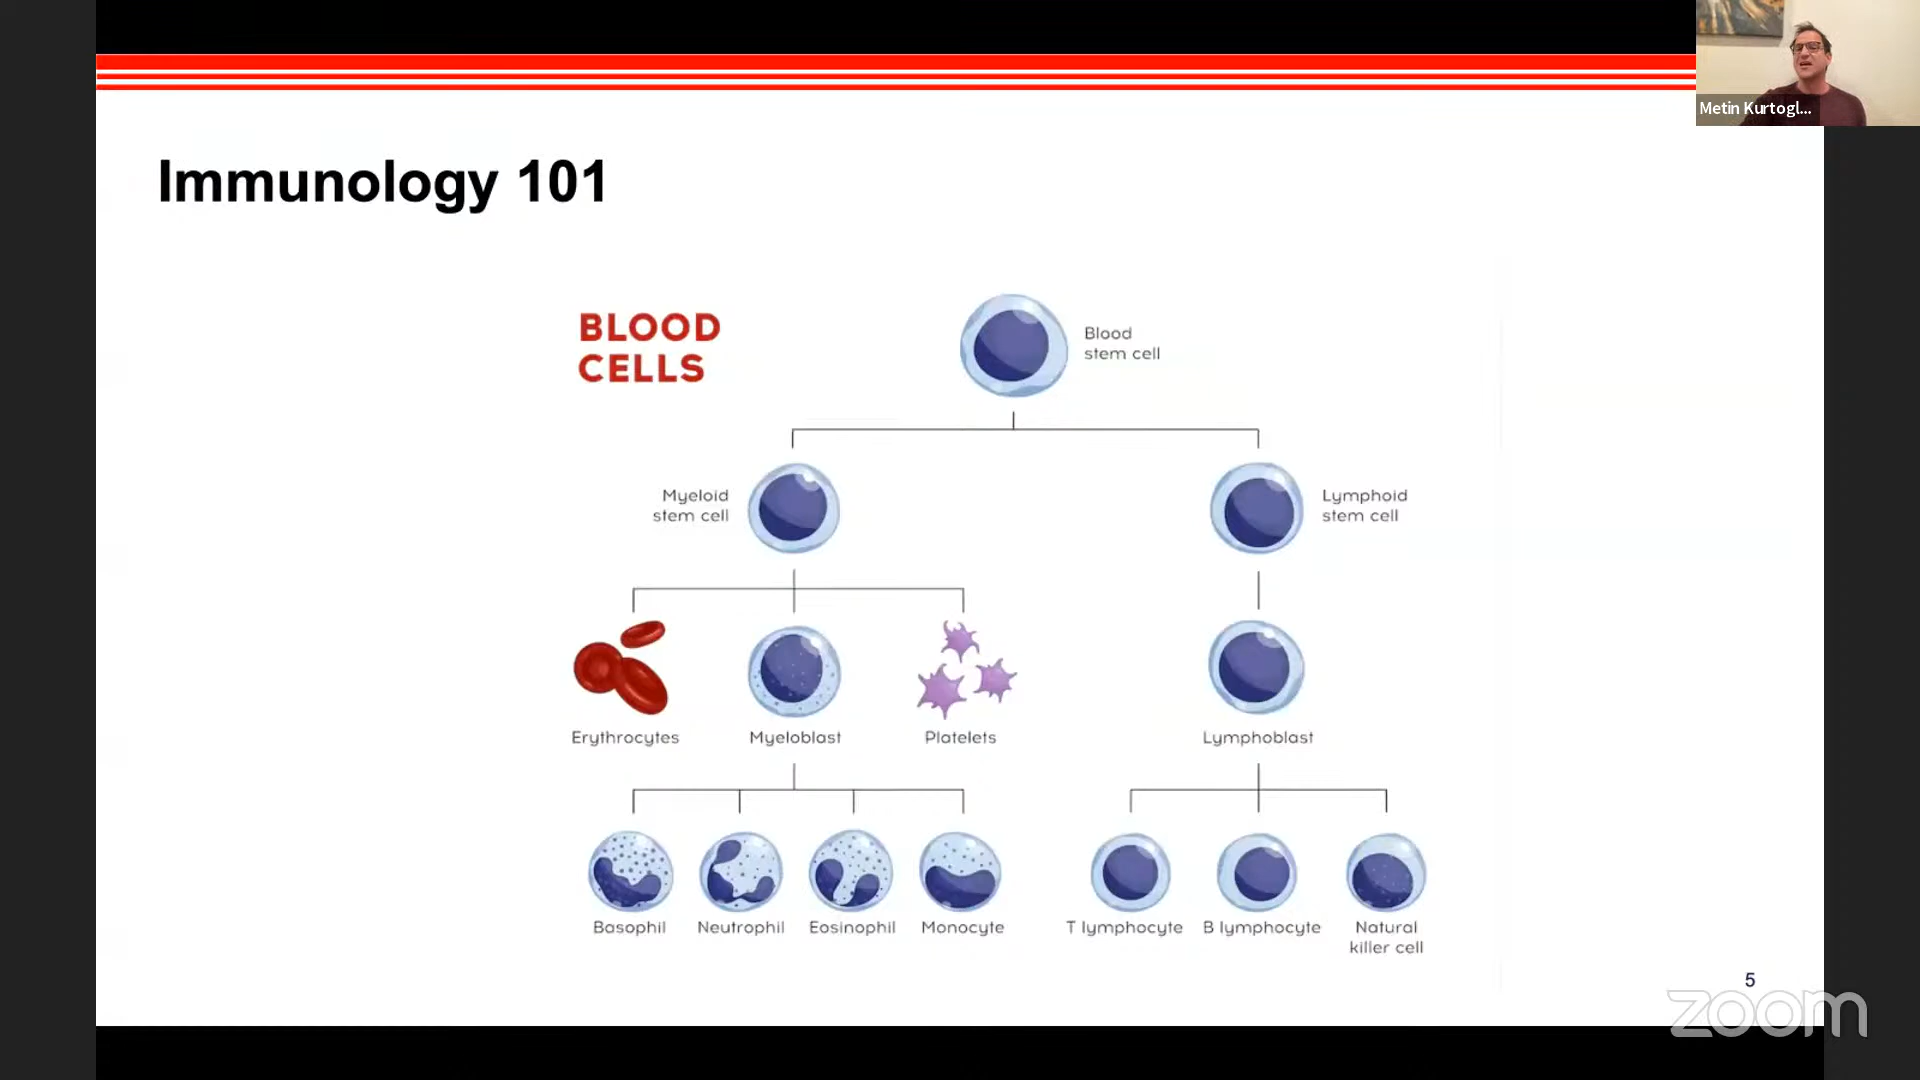 Metin Kurtogl...
Immunology 101
BLOOD
CELLS
Blood
stem cell
Myeloid
stem cell
Lymphoid
stem cell
Erythrocytes
Myeloblast
Platelets
Lymphoblast
Basophil
Neutrophil
Eosinophil
Monocyte
T lymphocyte
B lymphocyte
Natural
killer cell
5
zoom